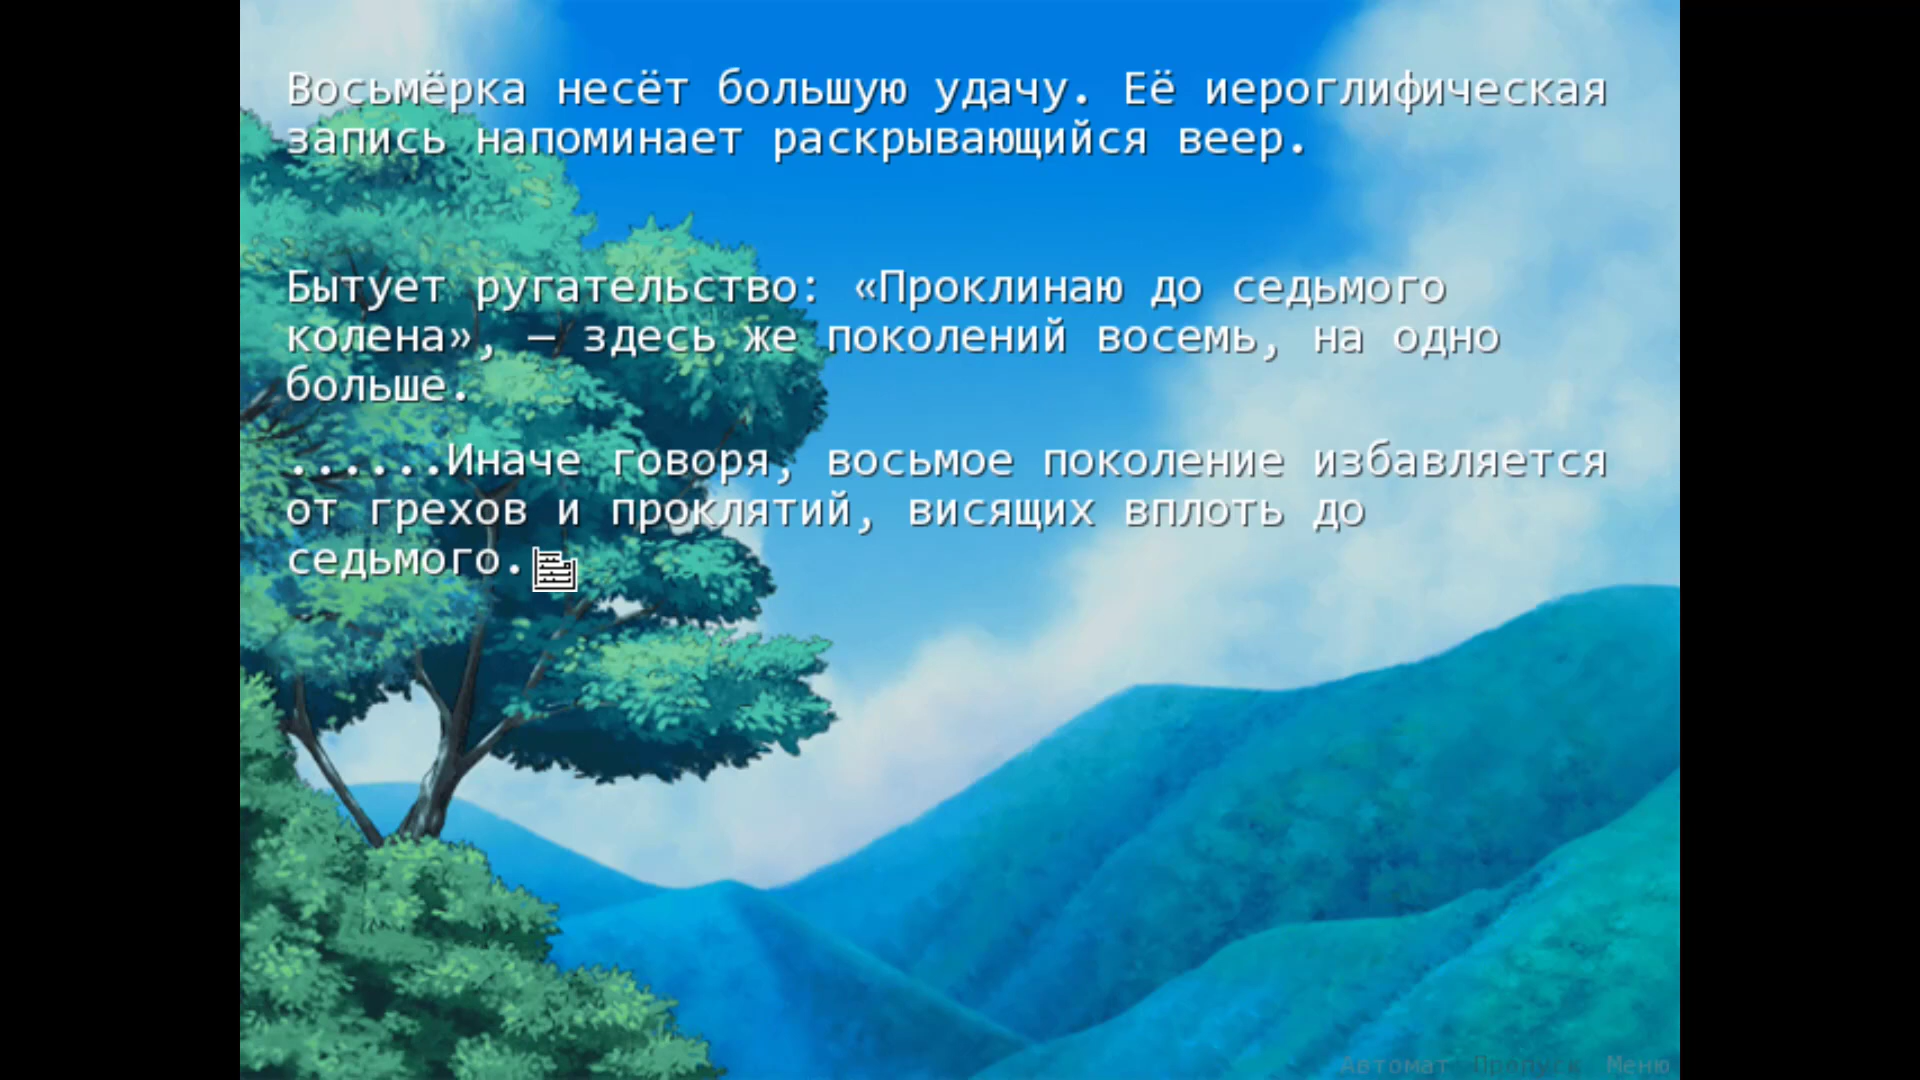 Восьмёрка несёт большую удачу. Её иероглифическая
запись напоминает раскрывающийся веер.
Бытует ругательство: «Проклинаю до седьмого
колена», — здесь же поколений восемь, на одно
больше.
......Иначе говоря, восьмое поколение избавляется
от грехов и проклятий, висящих вплоть до
седьмого.
Автомат Пропуск Меню